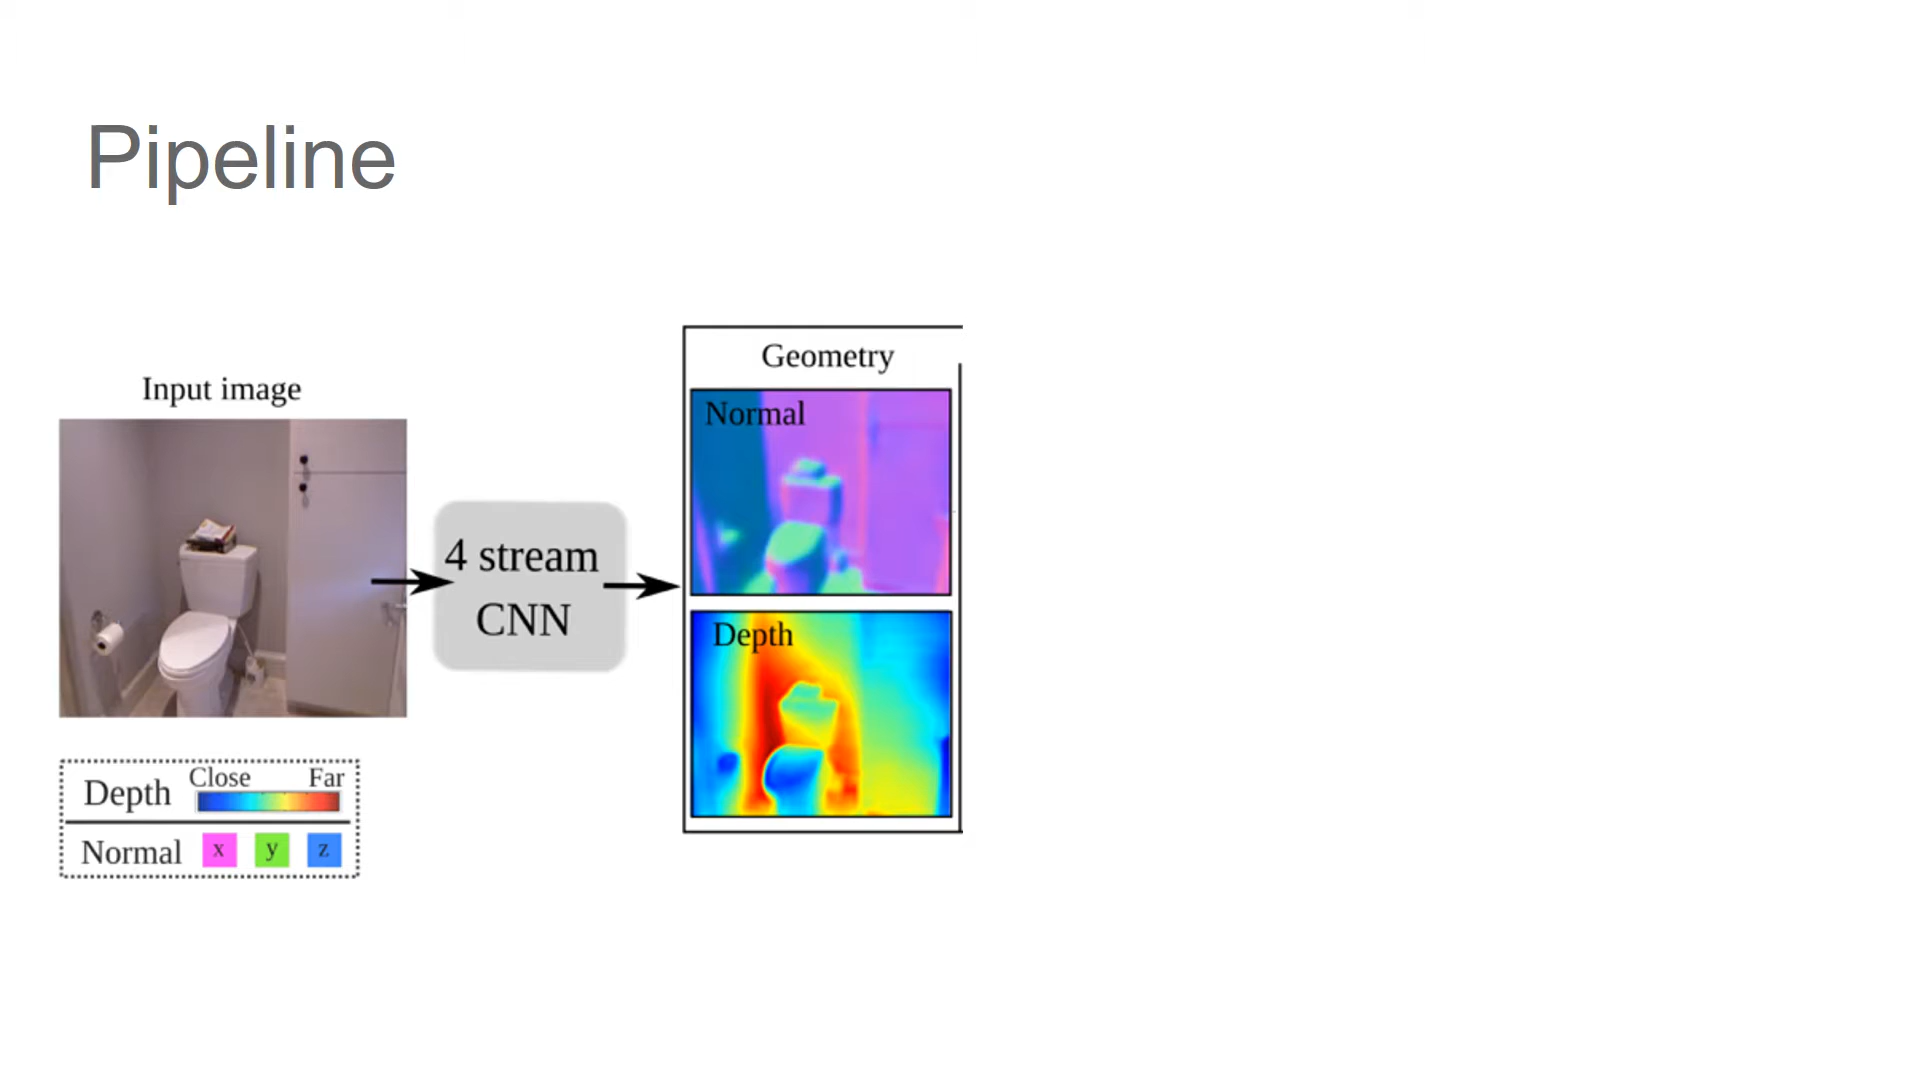 Pipeline
Input image
4 stream
CNN
Geometry
Normal
Depth
Depth Close Far
Normal x y z